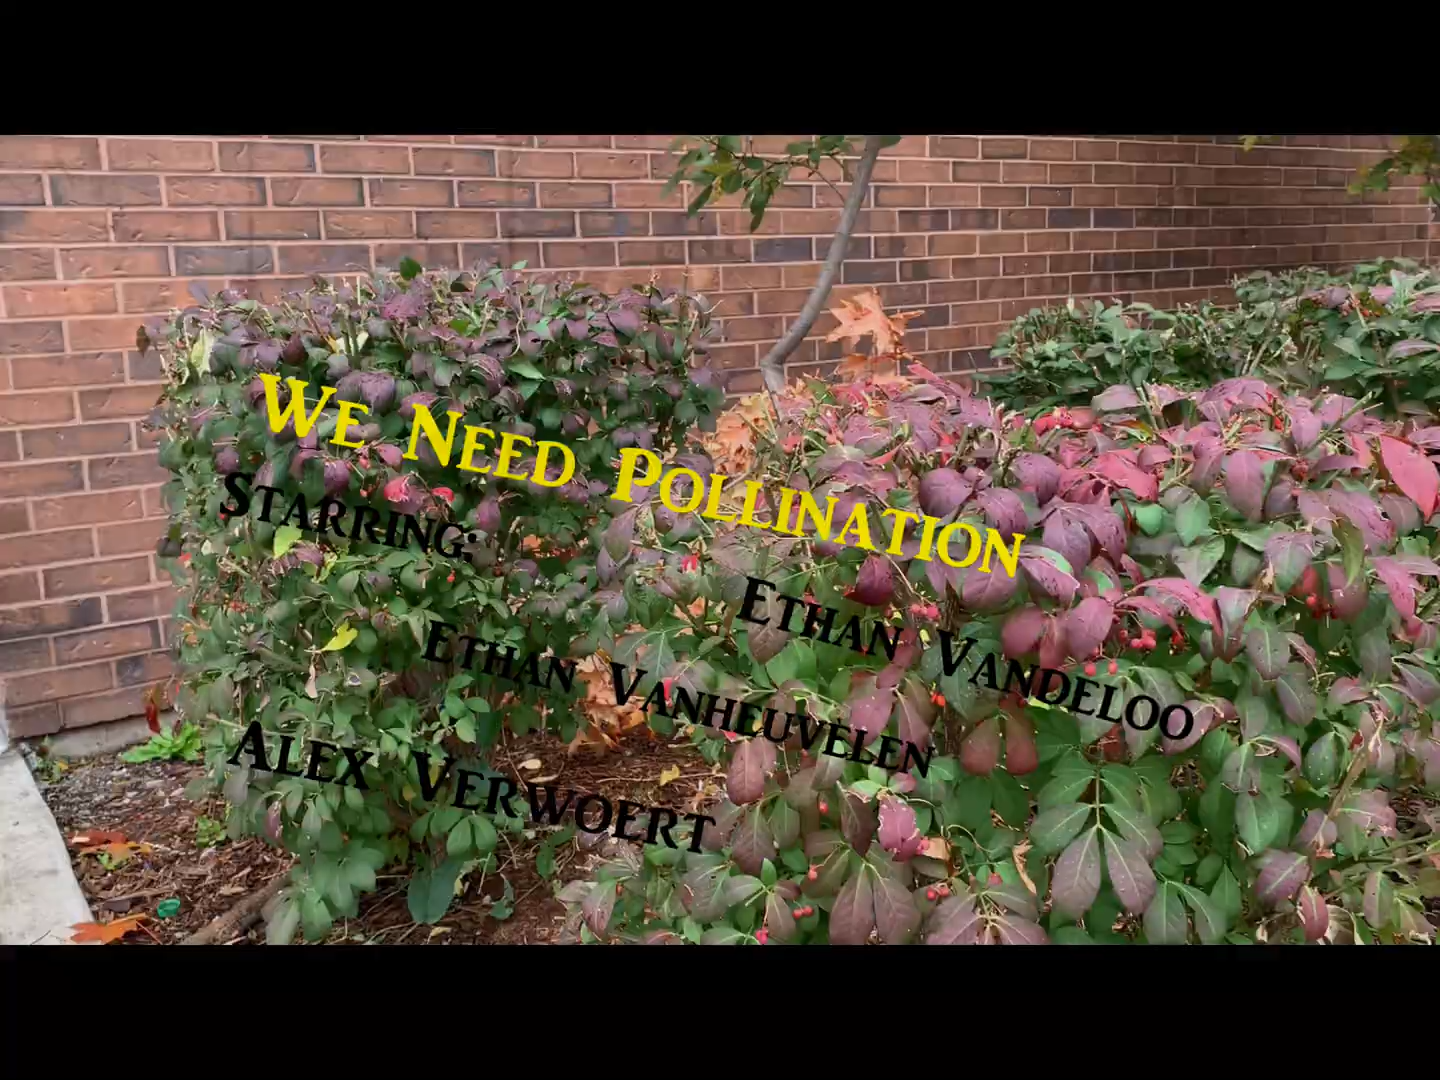 We Need Pollination
Starring:
Ethan Vandeloo
Ethan Vanheuvelen
Alex Verwoert